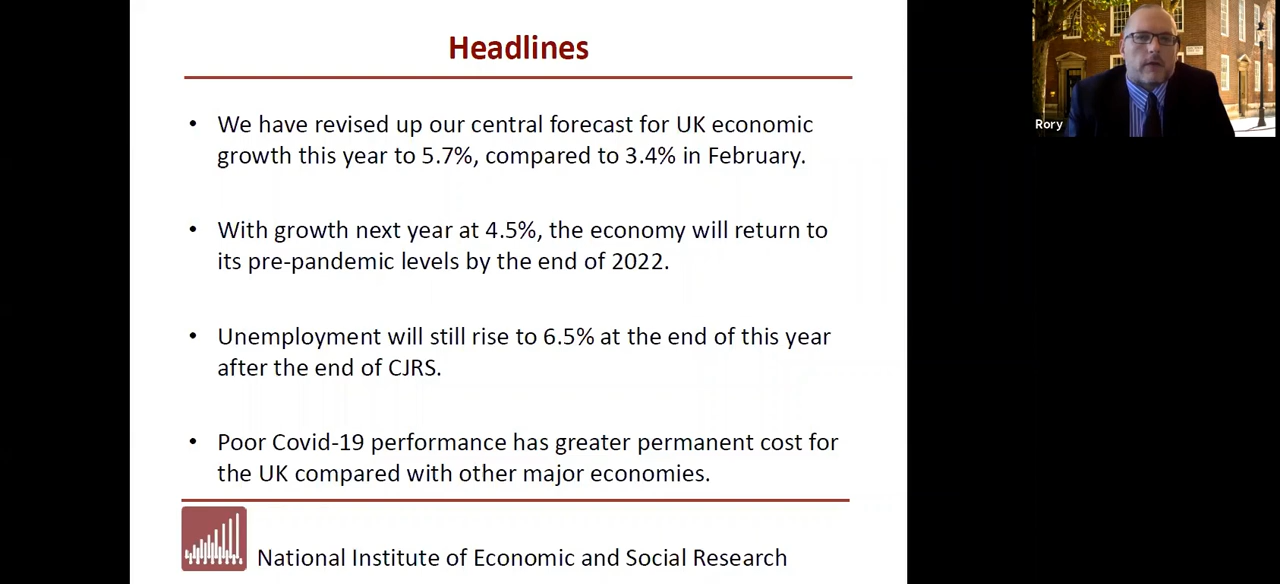 Headlines
• We have revised up our central forecast for UK economic
growth this year to 5.7%, compared to 3.4% in February.
• With growth next year at 4.5%, the economy will return to
its pre-pandemic levels by the end of 2022.
• Unemployment will still rise to 6.5% at the end of this year
after the end of CJRS.
• Poor Covid-19 performance has greater permanent cost for
the UK compared with other major economies.
National Institute of Economic and Social Research
Rory